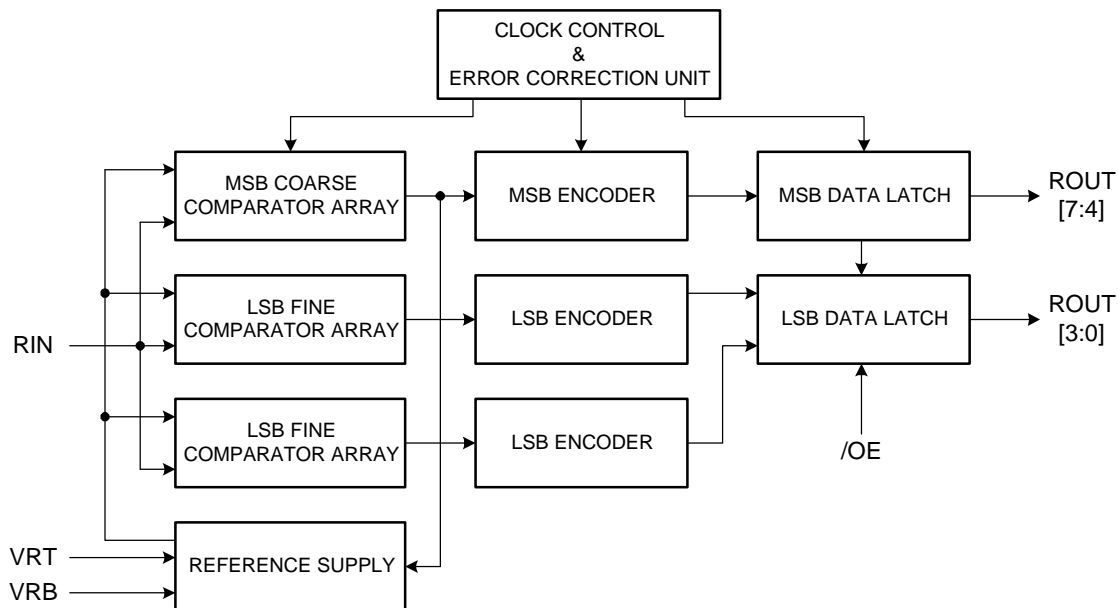 CLOCK CONTROL
&
ERROR CORRECTION UNIT
MSB COARSE
COMPARATOR ARRAY
MSB ENCODER
MSB DATA LATCH
ROUT
[7:4]
LSB FINE
COMPARATOR ARRAY
LSB ENCODER
LSB DATA LATCH
ROUT
[3:0]
RIN
LSB FINE
COMPARATOR ARRAY
LSB ENCODER
/OE
VRT
VRB
REFERENCE SUPPLY